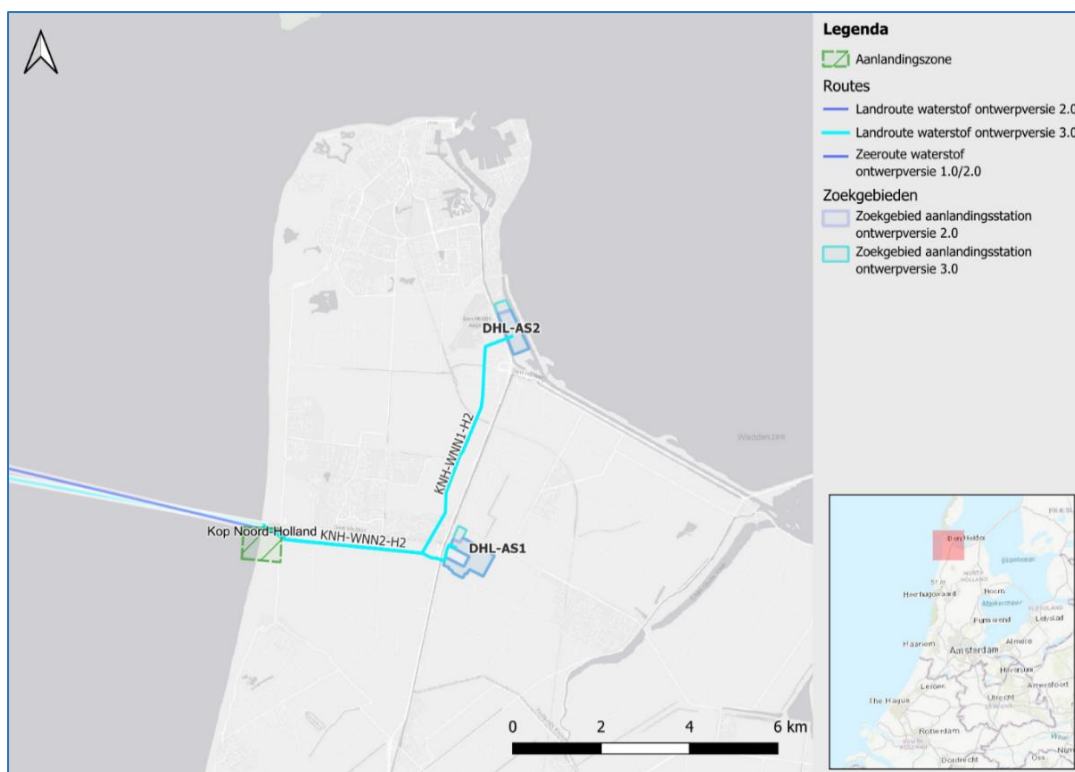 Legenda
Aanlandingszone
Routes
Landroute waterstof ontwerpversie 2.0
Landroute waterstof ontwerpversie 3.0
Zeeroute waterstof
ontwerpversie 1.0/2.0
Zoekgebieden
Zoekgebied aanlandingsstation
ontwerpversie 2.0
Zoekgebied aanlandingsstation
ontwerpversie 3.0
DHL-AS2
KNH-WNN1-H2
Waddenzee
Kop Noord-Holland
KNH-WNN2-H2
DHL-AS1
0 2 4 6 km
Den Helder
Heerhugowaard
Hoorn
Purmerend
Lelystad
Haarlem
Almere
Amsterdam
Hilversum
Leiden
Amersfoort
The Hague
Utrecht
Rotterdam
Dordrecht
Oss